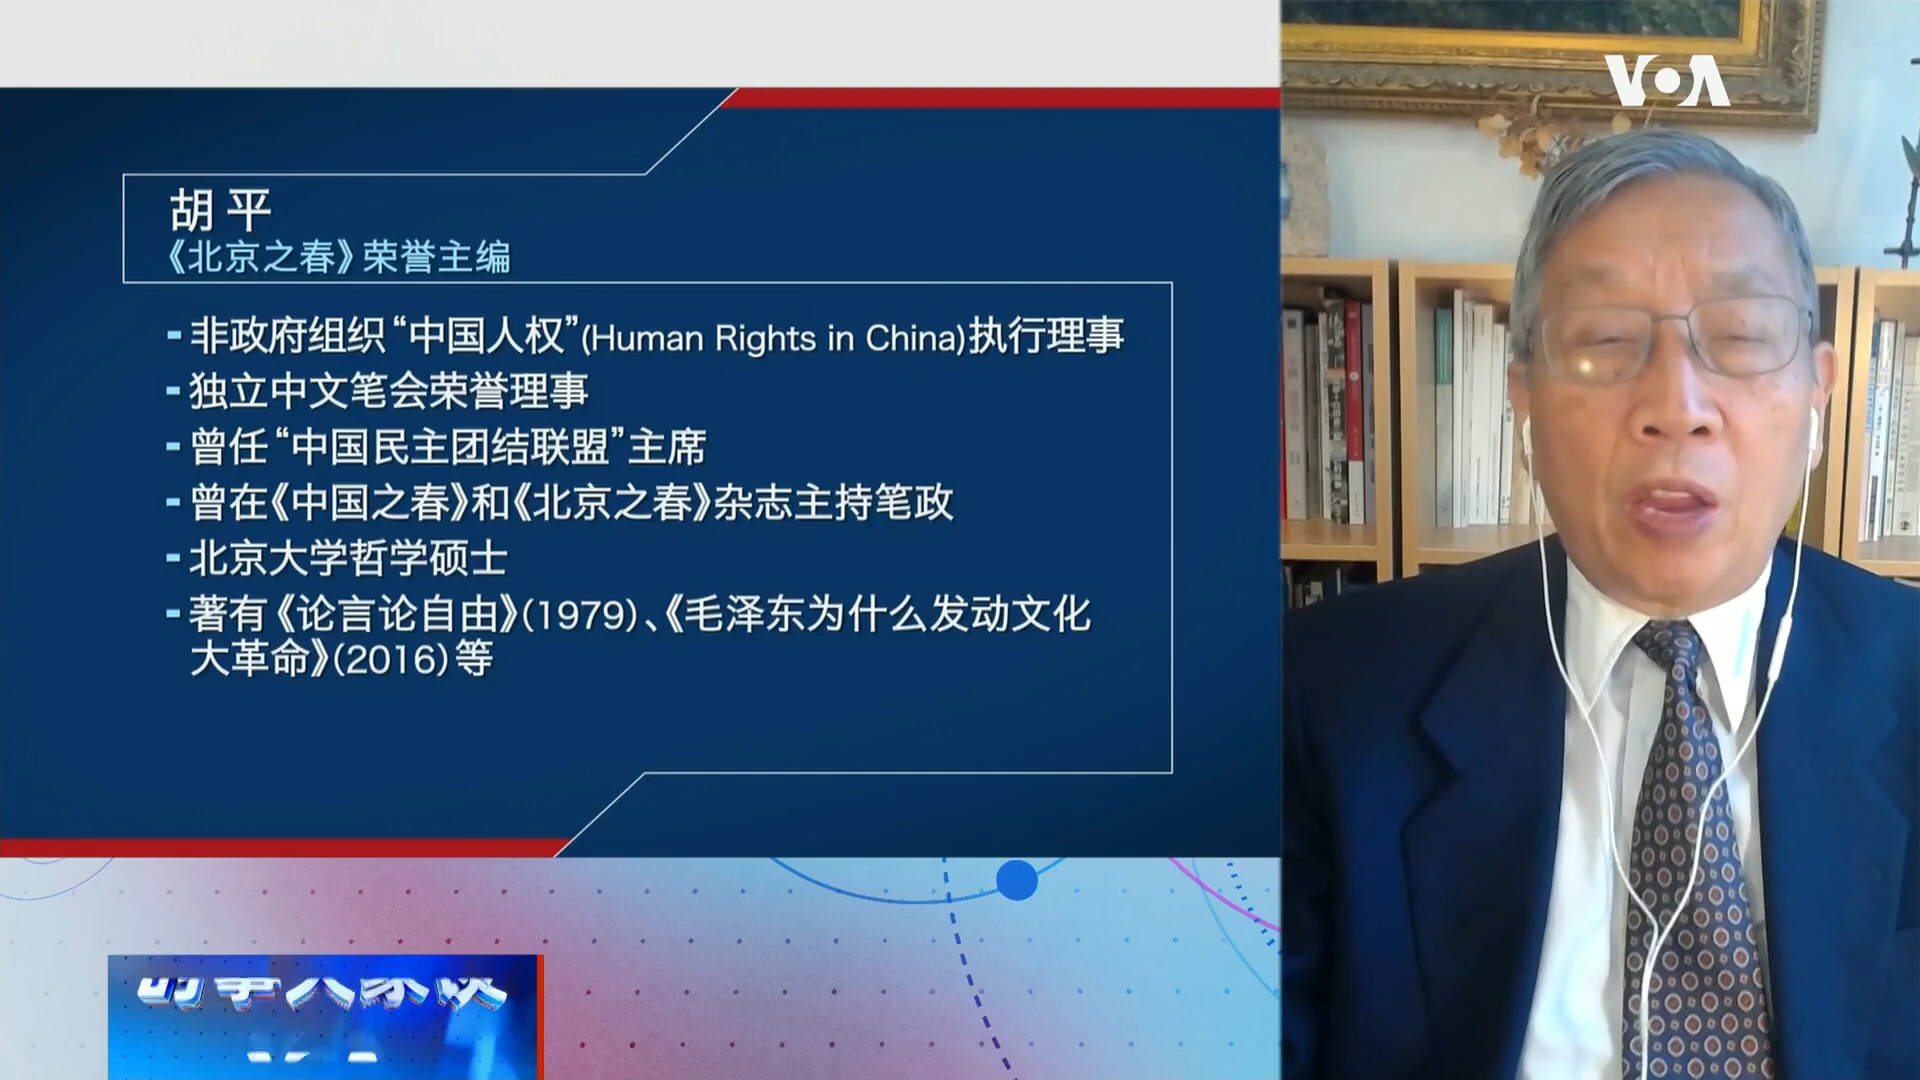 VOA
胡 平
《北京之春》荣誉主编
- 非政府组织“中国人权”(Human Rights in China)执行理事
- 独立中文笔会荣誉理事
- 曾任“中国民主团结联盟”主席
- 曾在《中国之春》和《北京之春》杂志主持笔政
- 北京大学哲学硕士
- 著有《论言论自由》(1979)、《毛泽东为什么发动文化
大革命》(2016)等
时事大家谈